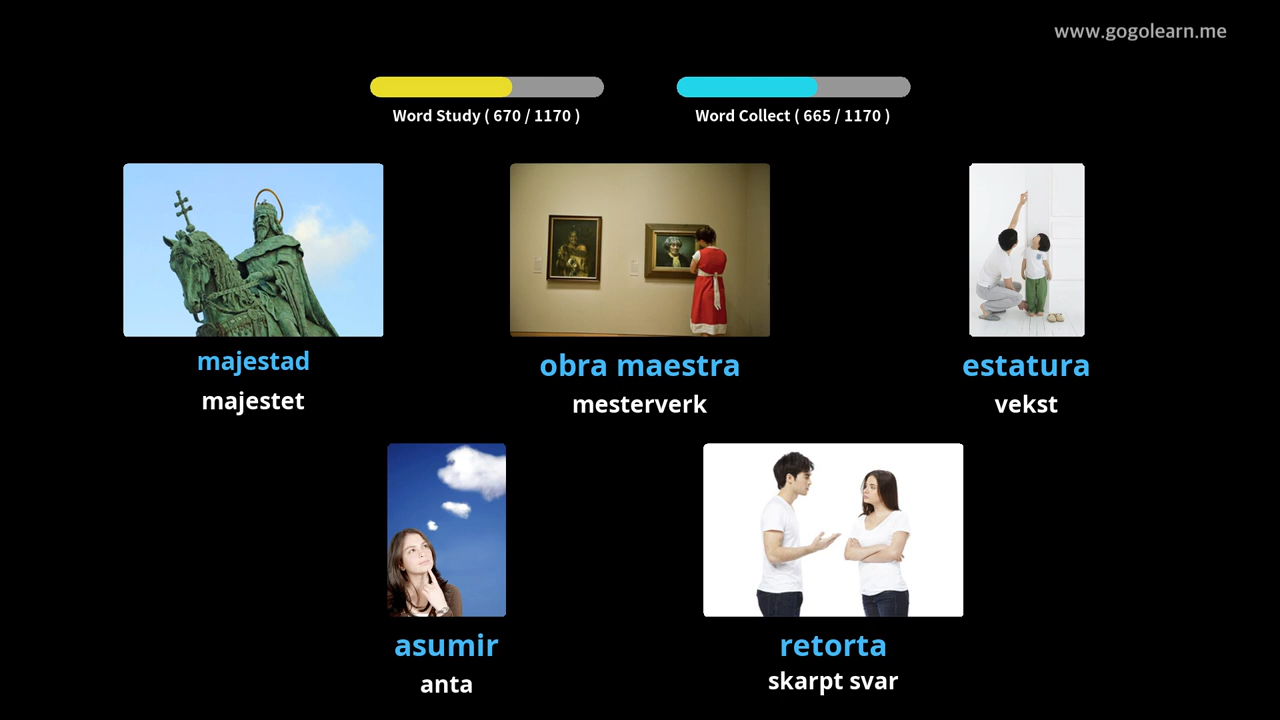 www.gogolearn.me
Word Study ( 670 / 1170 )
Word Collect ( 665 / 1170 )
majestad
majestet
obra maestra
mesterverk
estatura
vekst
asumir
anta
retorta
skarpt svar